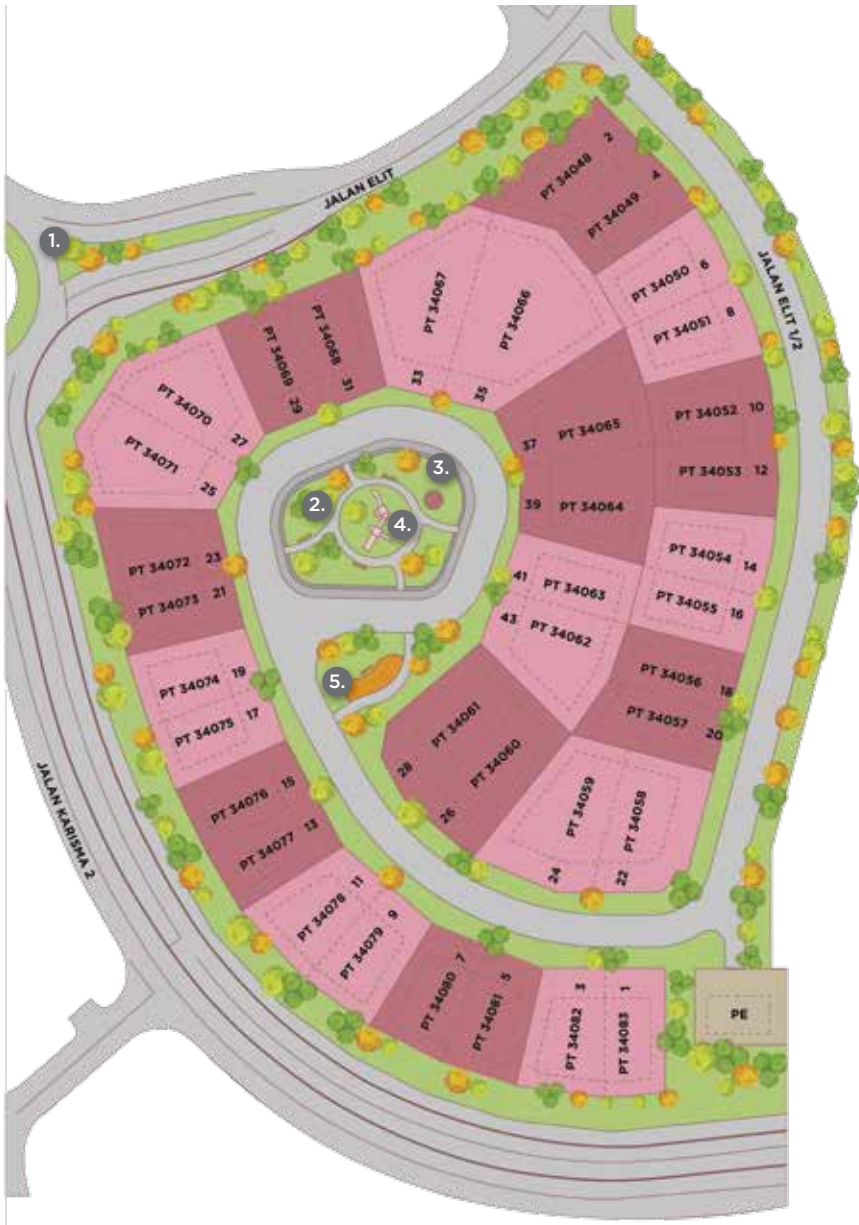 JALAN ELIT
1.
JALAN ELIT 1/2
JALAN KARISMA 2
PT 34048 2
PT 34049 4
PT 34050 6
PT 34051 8
PT 34052 10
PT 34053 12
PT 34054 14
PT 34055 16
PT 34056 18
PT 34057 20
PT 34058
22
PT 34059
24
PT 34060
26
PT 34061
28
43 PT 34062
41 PT 34063
39 PT 34064
37 PT 34065
PT 34066
35
PT 34067
33
PT 34068
31
PT 34069
29
PT 34070 27
PT 34071 25
PT 34072 23
PT 34073 21
PT 34074 19
PT 34075 17
PT 34076 15
PT 34077 13
PT 34078 11
PT 34079 9
PT 34080 7
PT 34081 5
PT 34082 3
PT 34083 1
2.
3.
4.
5.
PE